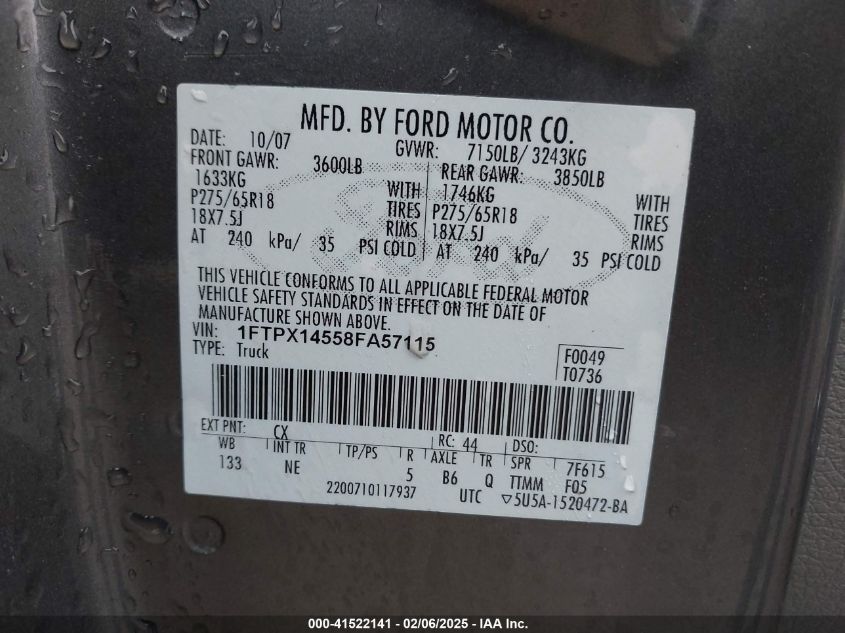 MFD. BY FORD MOTOR CO.
DATE: 10/07 GVWR: 7150LB/ 3243KG
FRONT GAWR: 3600LB REAR GAWR: 3850LB
1633KG WITH 1746KG WITH
P275/65R18 TIRES P275/65R18 TIRES
18X7.5J RIMS 18X7.5J RIMS
AT 240 kPa/ 35 PSI COLD AT 240 kPa/ 35 PSI COLD
THIS VEHICLE CONFORMS TO ALL APPLICABLE FEDERAL MOTOR
VEHICLE SAFETY STANDARDS IN EFFECT ON THE DATE OF
MANUFACTURE SHOWN ABOVE.
VIN: 1FTPX14558FA57115
TYPE: Truck
F0049
T0736
EXT PNT: CX RC: 44 DSO:
WB INT TR TP/PS R AXLE TR SPR 7F615
133 NE 5 B6 Q TTMM F05
2200710117937 UTC ▽5U5A-1520472-BA
000-41522141 — 02/06/2025 — IAA Inc.